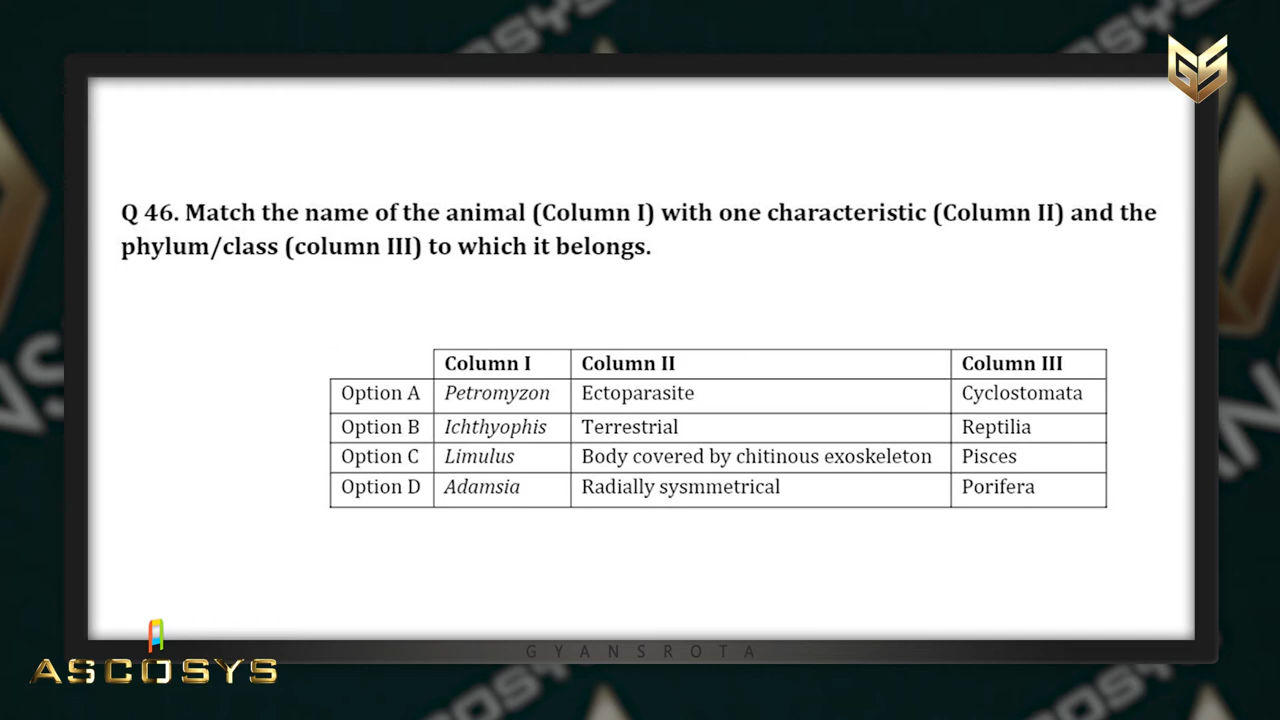 GS
Q 46. Match the name of the animal (Column I) with one characteristic (Column II) and the
phylum/class (column III) to which it belongs.
Column I Column II Column III
Option A Petromyzon Ectoparasite Cyclostomata
Option B Ichthyophis Terrestrial Reptilia
Option C Limulus Body covered by chitinous exoskeleton Pisces
Option D Adamsia Radially sysmmetrical Porifera
GYANSROTA
ASCOSYS